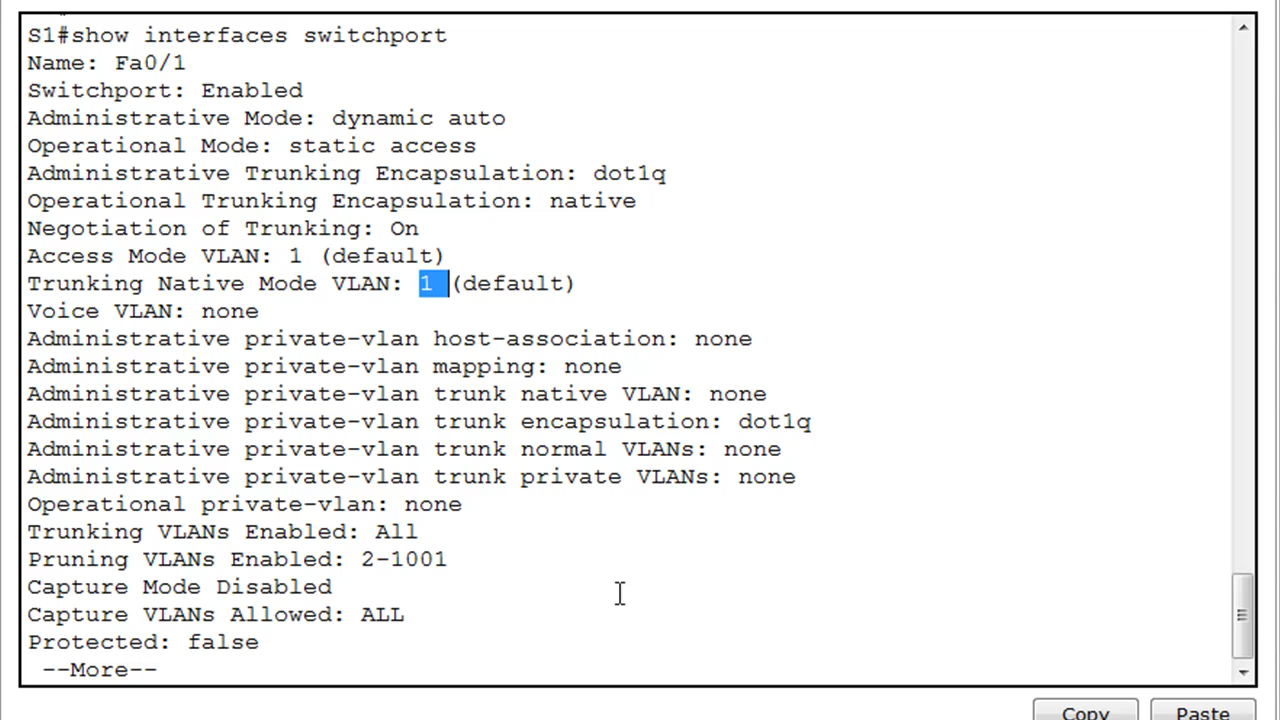 S1#show interfaces switchport
Name: Fa0/1
Switchport: Enabled
Administrative Mode: dynamic auto
Operational Mode: static access
Administrative Trunking Encapsulation: dot1q
Operational Trunking Encapsulation: native
Negotiation of Trunking: On
Access Mode VLAN: 1 (default)
Trunking Native Mode VLAN: 1 (default)
Voice VLAN: none
Administrative private-vlan host-association: none
Administrative private-vlan mapping: none
Administrative private-vlan trunk native VLAN: none
Administrative private-vlan trunk encapsulation: dot1q
Administrative private-vlan trunk normal VLANs: none
Administrative private-vlan trunk private VLANs: none
Operational private-vlan: none
Trunking VLANs Enabled: All
Pruning VLANs Enabled: 2-1001
Capture Mode Disabled
Capture VLANs Allowed: ALL
Protected: false
--More--
Copy Paste